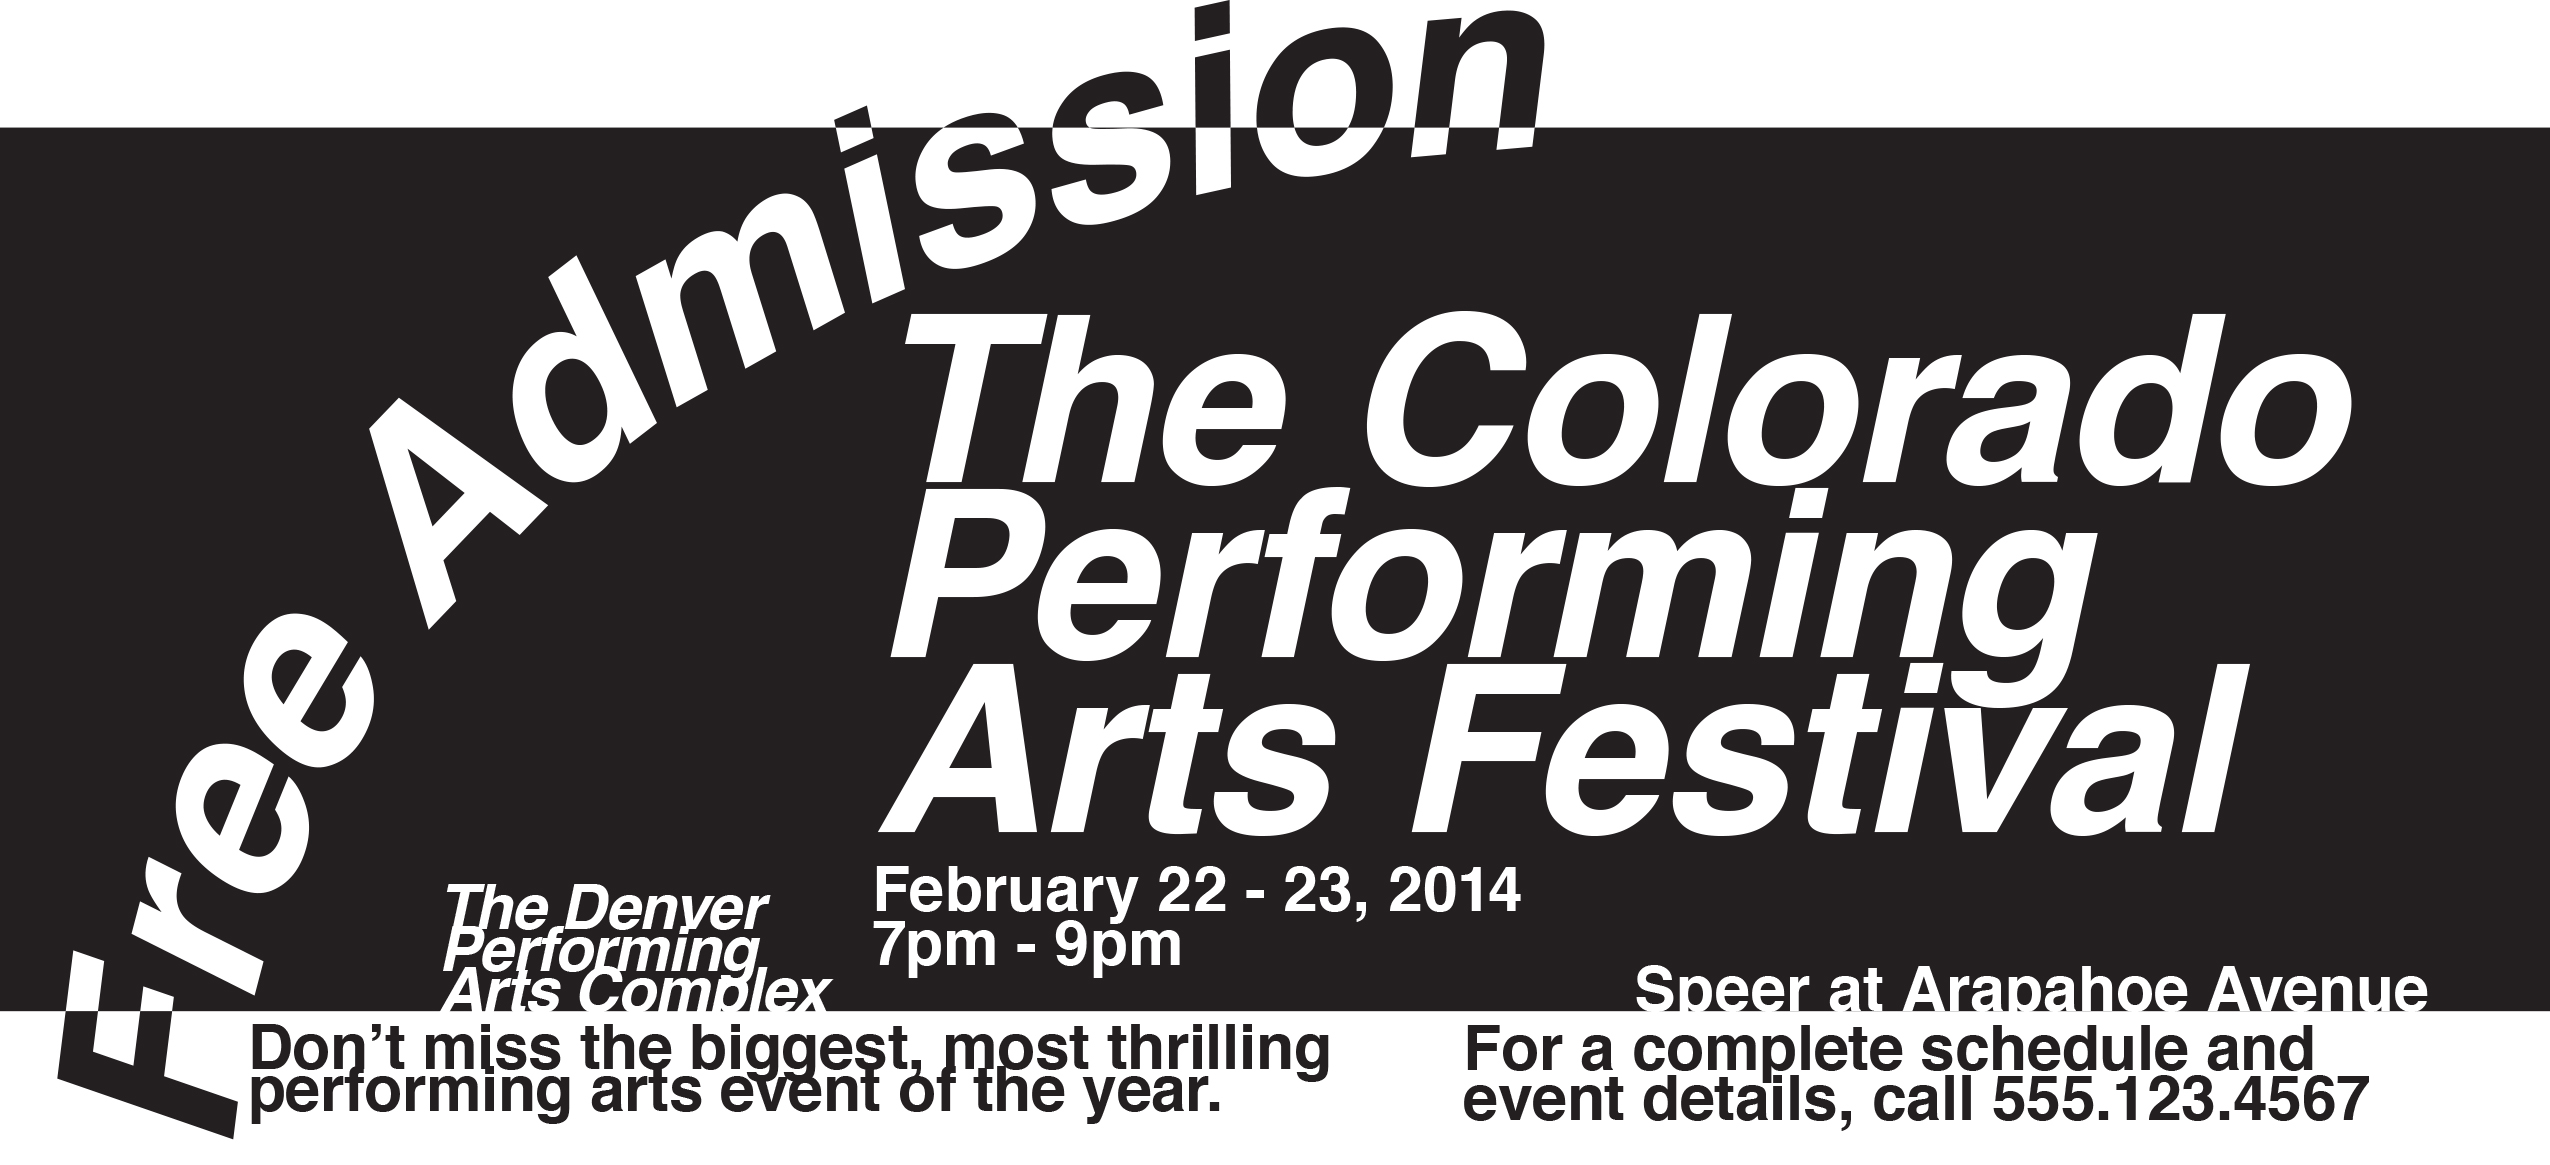 Free Admission
The Colorado
Performing
Arts Festival
February 22 - 23, 2014
7pm - 9pm
The Denver
Performing
Arts Complex
Speer at Arapahoe Avenue
Don’t miss the biggest, most thrilling
performing arts event of the year.
For a complete schedule and
event details, call 555.123.4567